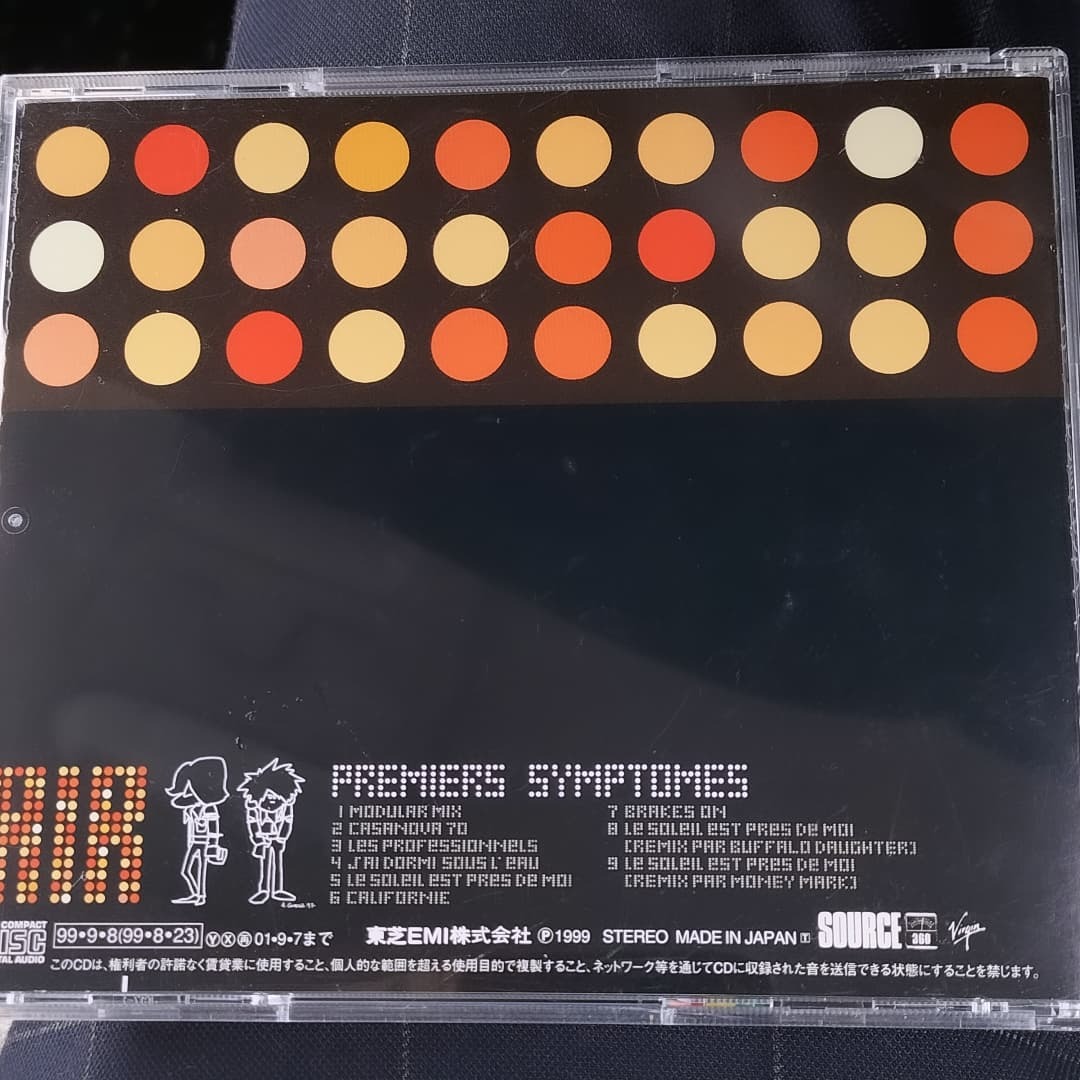 AIR
PREMIERS SYMPTOMES
1 MODULAR MIX
2 CASANOVA 70
3 LES PROFESSIONNELS
4 J'AI DORMI SOUS L'EAU
5 LE SOLEIL EST PRES DE MOI
6 CALIFORNIE
7 BRAKES ON
8 LE SOLEIL EST PRES DE MOI
[REMIX PAR BUFFALO DAUGHTER]
9 LE SOLEIL EST PRES DE MOI
[REMIX PAR MONEY MARK]
COMPACT
DISC
DIGITAL AUDIO
99・9・8(99・8・23) Ⓨ Ⓧ ㊞ 01・9・7まで 東芝EMI株式会社 Ⓟ1999 STEREO MADE IN JAPAN T SOURCE 360 Virgin
このCDは、権利者の許諾なく賃貸業に使用すること、個人的な範囲を超える使用目的で複製すること、ネットワーク等を通じてCDに収録された音を送信できる状態にすることを禁じます。